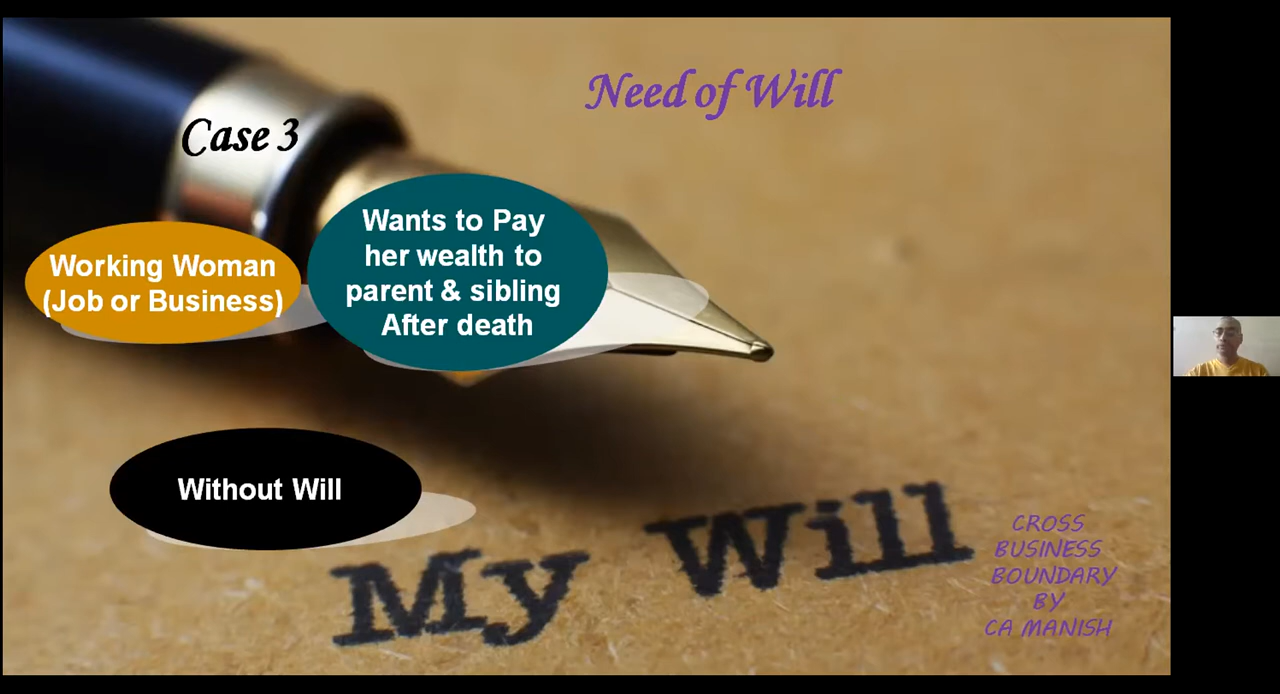 Need of Will
Case 3
Wants to Pay
her wealth to
parent & sibling
After death
Working Woman
(Job or Business)
Without Will
My Will
CROSS
BUSINESS
BOUNDARY
BY
CA MANISH